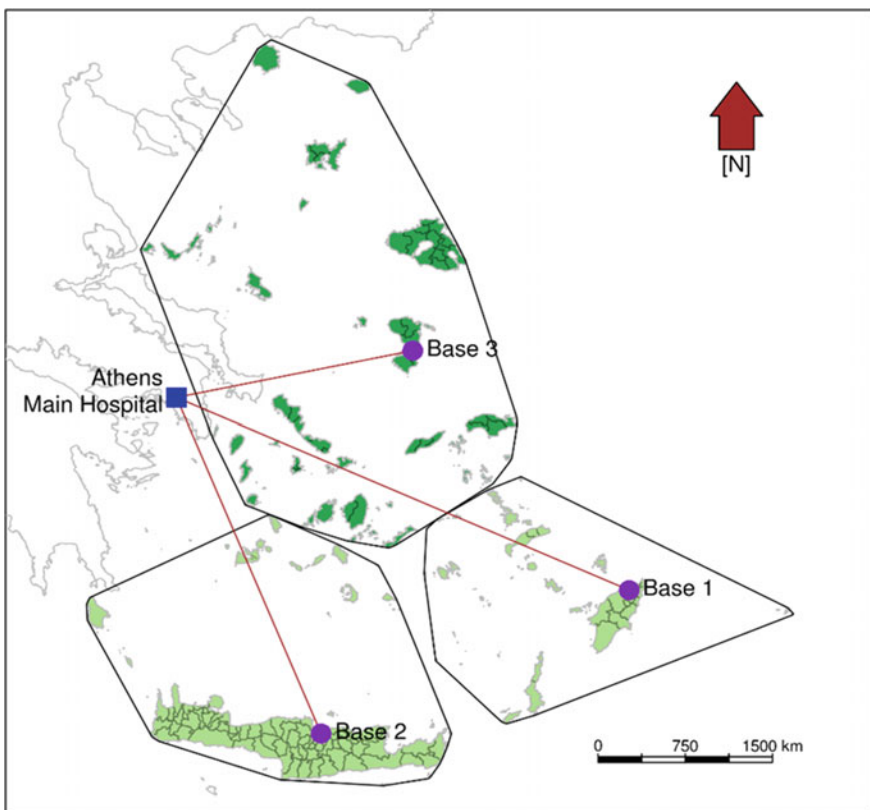 [N]
Base 3
Athens
Main Hospital
Base 1
Base 2
0 750 1500 km